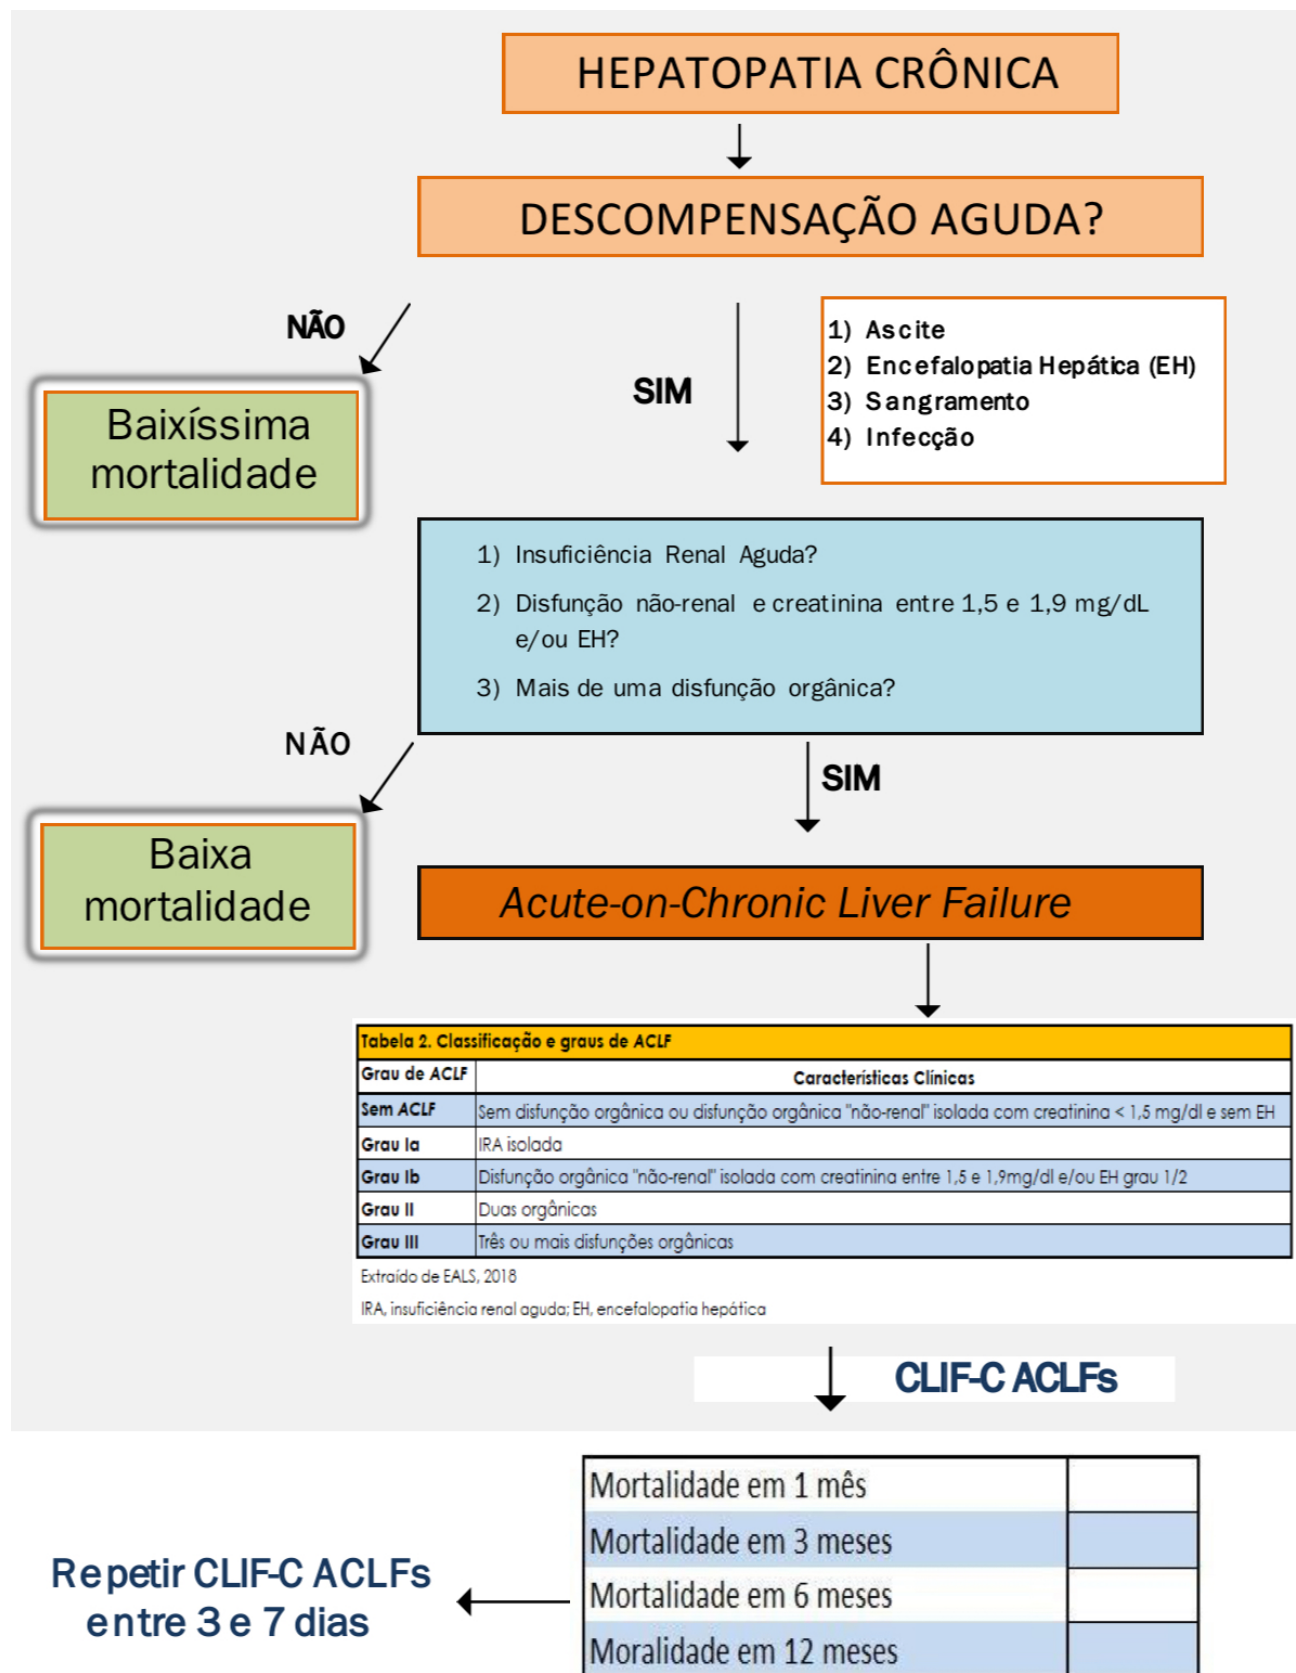 HEPATOPATIA CRÔNICA
DESCOMPENSAÇÃO AGUDA?
NÃO
SIM
1) Ascite
2) Encefalopatia Hepática (EH)
3) Sangramento
4) Infecção
Baixíssima
mortalidade
1) Insuficiência Renal Aguda?
2) Disfunção não-renal e creatinina entre 1,5 e 1,9 mg/dL
e/ou EH?
3) Mais de uma disfunção orgânica?
NÃO
SIM
Baixa
mortalidade
Acute-on-Chronic Liver Failure
Tabela 2. Classificação e graus de ACLF
Grau de ACLF Características Clínicas
Sem ACLF Sem disfunção orgânica ou disfunção orgânica "não-renal" isolada com creatinina < 1,5 mg/dl e sem EH
Grau Ia IRA isolada
Grau Ib Disfunção orgânica "não-renal" isolada com creatinina entre 1,5 e 1,9mg/dl e/ou EH grau 1/2
Grau II Duas orgânicas
Grau III Três ou mais disfunções orgânicas
Extraído de EALS, 2018
IRA, insuficiência renal aguda; EH, encefalopatia hepática
CLIF-C ACLFs
Mortalidade em 1 mês
Mortalidade em 3 meses
Mortalidade em 6 meses
Moralidade em 12 meses
Repetir CLIF-C ACLFs
entre 3 e 7 dias